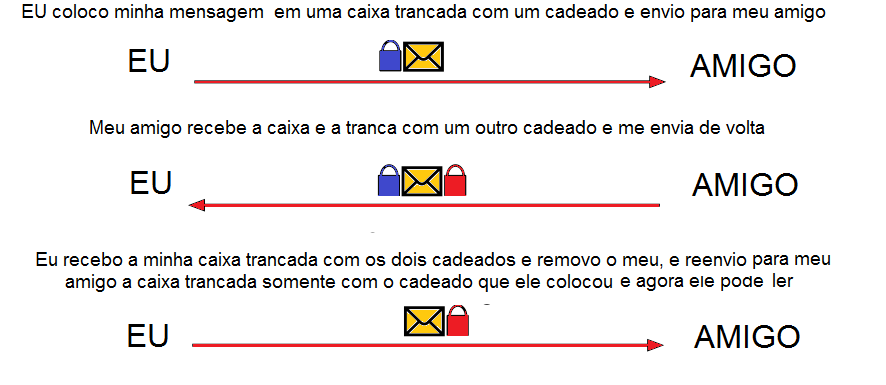 EU coloco minha mensagem em uma caixa trancada com um cadeado e envio para meu amigo
EU
AMIGO
Meu amigo recebe a caixa e a tranca com um outro cadeado e me envia de volta
EU
AMIGO
Eu recebo a minha caixa trancada com os dois cadeados e removo o meu, e reenvio para meu
amigo a caixa trancada somente com o cadeado que ele colocou e agora ele pode ler
EU
AMIGO